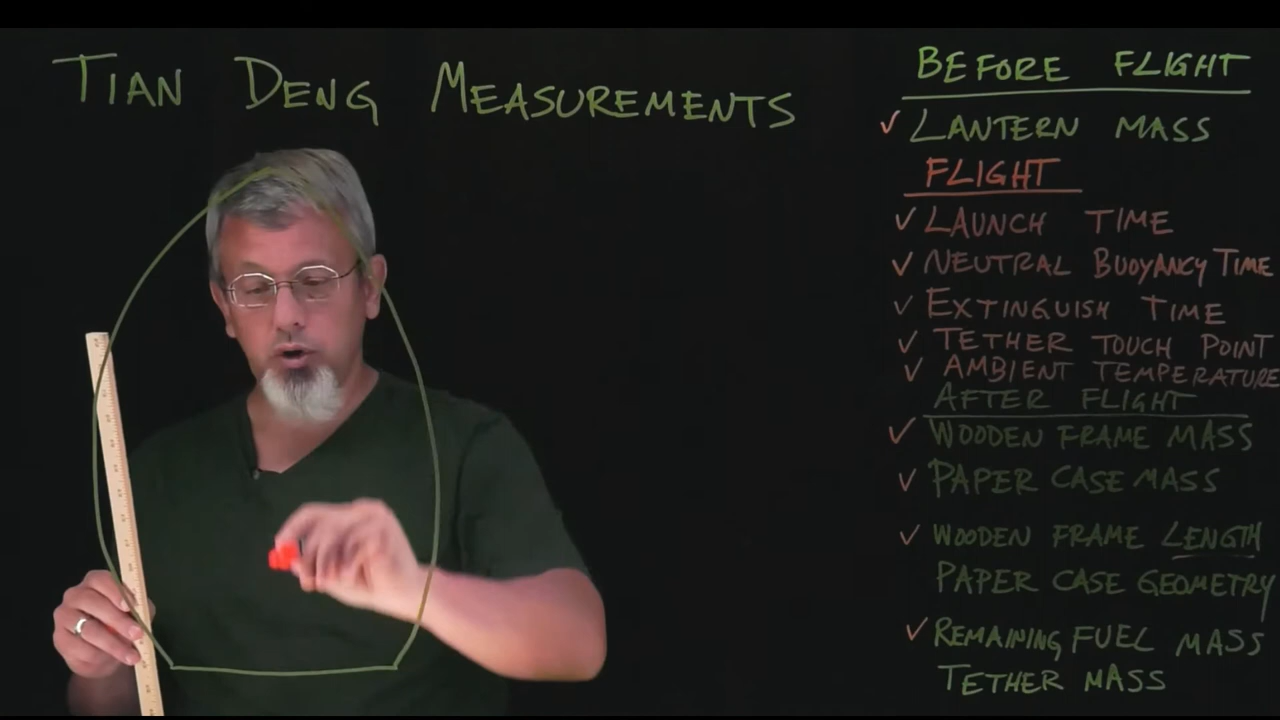 TIAN DENG MEASUREMENTS
BEFORE FLIGHT
✓ LANTERN MASS
FLIGHT
✓ LAUNCH TIME
✓ NEUTRAL BUOYANCY TIME
✓ EXTINGUISH TIME
✓ TETHER TOUCH POINT
✓ AMBIENT TEMPERATURE
AFTER FLIGHT
✓ WOODEN FRAME MASS
✓ PAPER CASE MASS
✓ WOODEN FRAME LENGTH
PAPER CASE GEOMETRY
✓ REMAINING FUEL MASS
TETHER MASS